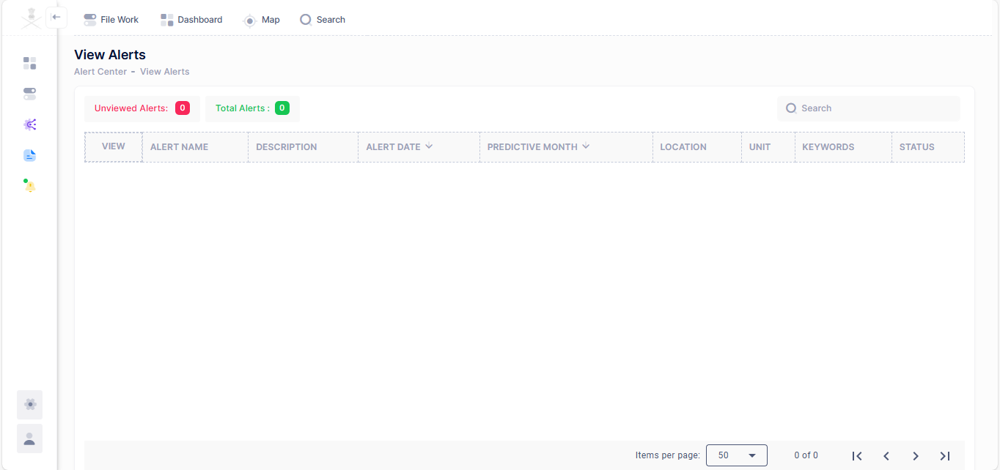 File Work Dashboard Map Search
View Alerts
Alert Center - View Alerts
Unviewed Alerts: 0 Total Alerts : 0 Search
VIEW ALERT NAME DESCRIPTION ALERT DATE PREDICTIVE MONTH LOCATION UNIT KEYWORDS STATUS
Items per page: 50 0 of 0